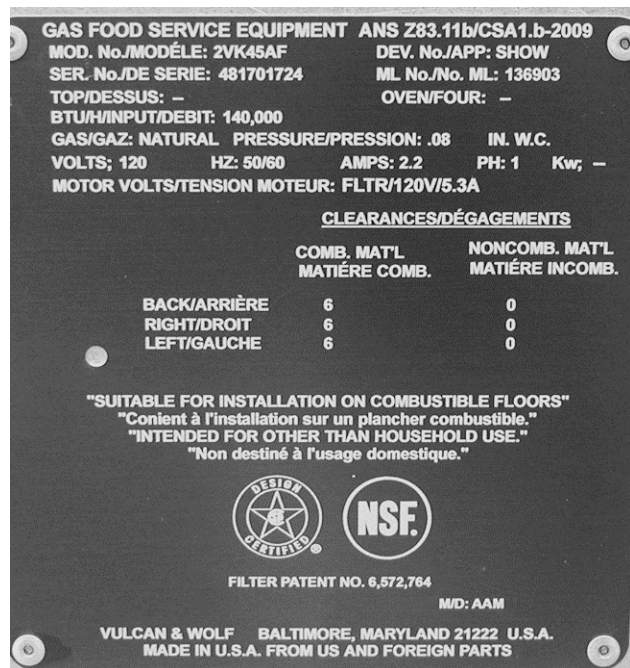 GAS FOOD SERVICE EQUIPMENT ANS Z83.11b/CSA1.b-2009
MOD. No./MODÉLE: 2VK45AF DEV. No./APP: SHOW
SER. No./DE SERIE: 481701724 ML No./No. ML: 136903
TOP/DESSUS: – OVEN/FOUR: –
BTU/H/INPUT/DEBIT: 140,000
GAS/GAZ: NATURAL PRESSURE/PRESSION: .08 IN. W.C.
VOLTS; 120 HZ: 50/60 AMPS: 2.2 PH: 1 Kw; --
MOTOR VOLTS/TENSION MOTEUR: FLTR/120V/5.3A
CLEARANCES/DÉGAGEMENTS
COMB. MAT'L NONCOMB. MAT'L
MATIÉRE COMB. MATIÉRE INCOMB.
BACK/ARRIÈRE 6 0
RIGHT/DROIT 6 0
LEFT/GAUCHE 6 0
"SUITABLE FOR INSTALLATION ON COMBUSTIBLE FLOORS"
"Conient à l'installation sur un plancher combustible."
"INTENDED FOR OTHER THAN HOUSEHOLD USE."
"Non destiné à l'usage domestique."
DESIGN CERTIFIED ®
NSF.
FILTER PATENT NO. 6,572,764
M/D: AAM
VULCAN & WOLF BALTIMORE, MARYLAND 21222 U.S.A.
MADE IN U.S.A. FROM US AND FOREIGN PARTS